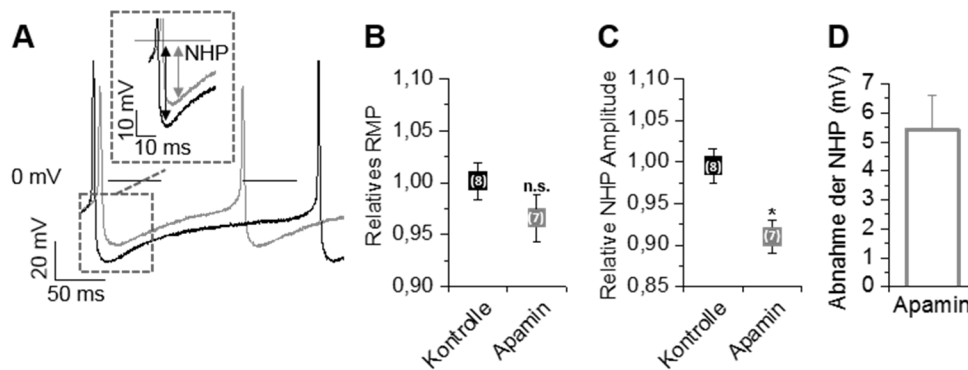 A
NHP
10 mV
10 ms
0 mV
20 mV
50 ms
B
Relatives RMP
1,10
1,05
1,00
0,95
0,90
(8)
n.s.
(7)
Kontrolle
Apamin
C
Relative NHP Amplitude
1,10
1,05
1,00
0,95
0,90
0,85
(8)
*
(7)
Kontrolle
Apamin
D
Abnahme der NHP (mV)
7
6
5
4
3
2
1
0
Apamin